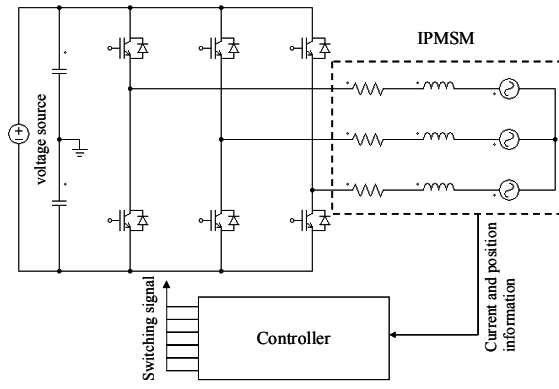 IPMSM
voltage source
Switching signal
Controller
Current and position
information